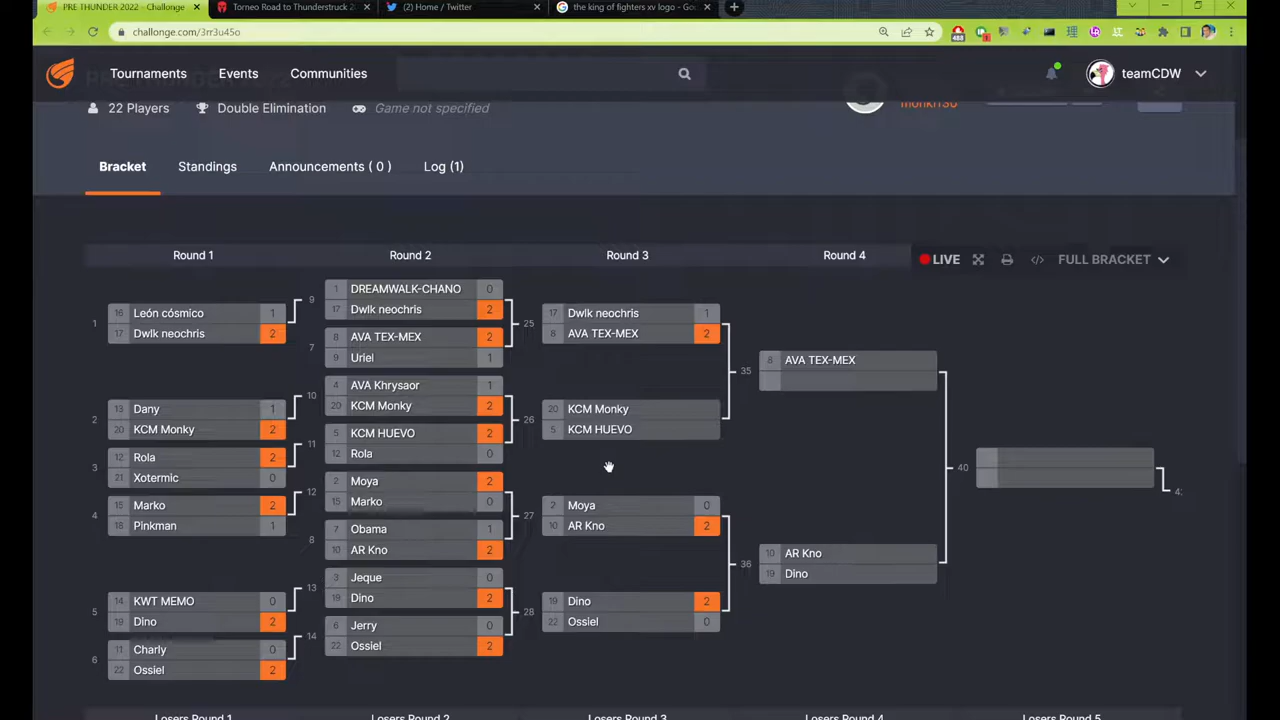 PRE THUNDER 2022 - Challonge
Torneo Road to Thunderstruck 2
(2) Home / Twitter
the king of fighters xv logo - Goo
challonge.com/3rr3u45o
488
Tournaments
Events
Communities
teamCDW
22 Players
Double Elimination
Game not specified
Bracket
Standings
Announcements ( 0 )
Log (1)
Round 1
Round 2
Round 3
Round 4
LIVE
FULL BRACKET
1
16 León cósmico 1
17 Dwlk neochris 2
2
13 Dany 1
20 KCM Monky 2
3
12 Rola 2
21 Xotermic 0
4
15 Marko 2
18 Pinkman 1
5
14 KWT MEMO 0
19 Dino 2
6
11 Charly 0
22 Ossiel 2
9
1 DREAMWALK-CHANO 0
17 Dwlk neochris 2
7
8 AVA TEX-MEX 2
9 Uriel 1
10
4 AVA Khrysaor 1
20 KCM Monky 2
11
5 KCM HUEVO 2
12 Rola 0
12
2 Moya 2
15 Marko 0
8
7 Obama 1
10 AR Kno 2
13
3 Jeque 0
19 Dino 2
14
6 Jerry 0
22 Ossiel 2
25
17 Dwlk neochris 1
8 AVA TEX-MEX 2
26
20 KCM Monky
5 KCM HUEVO
27
2 Moya 0
10 AR Kno 2
28
19 Dino 2
22 Ossiel 0
35
8 AVA TEX-MEX
36
10 AR Kno
19 Dino
40
Losers Round 1
Losers Round 2
Losers Round 3
Losers Round 4
Losers Round 5